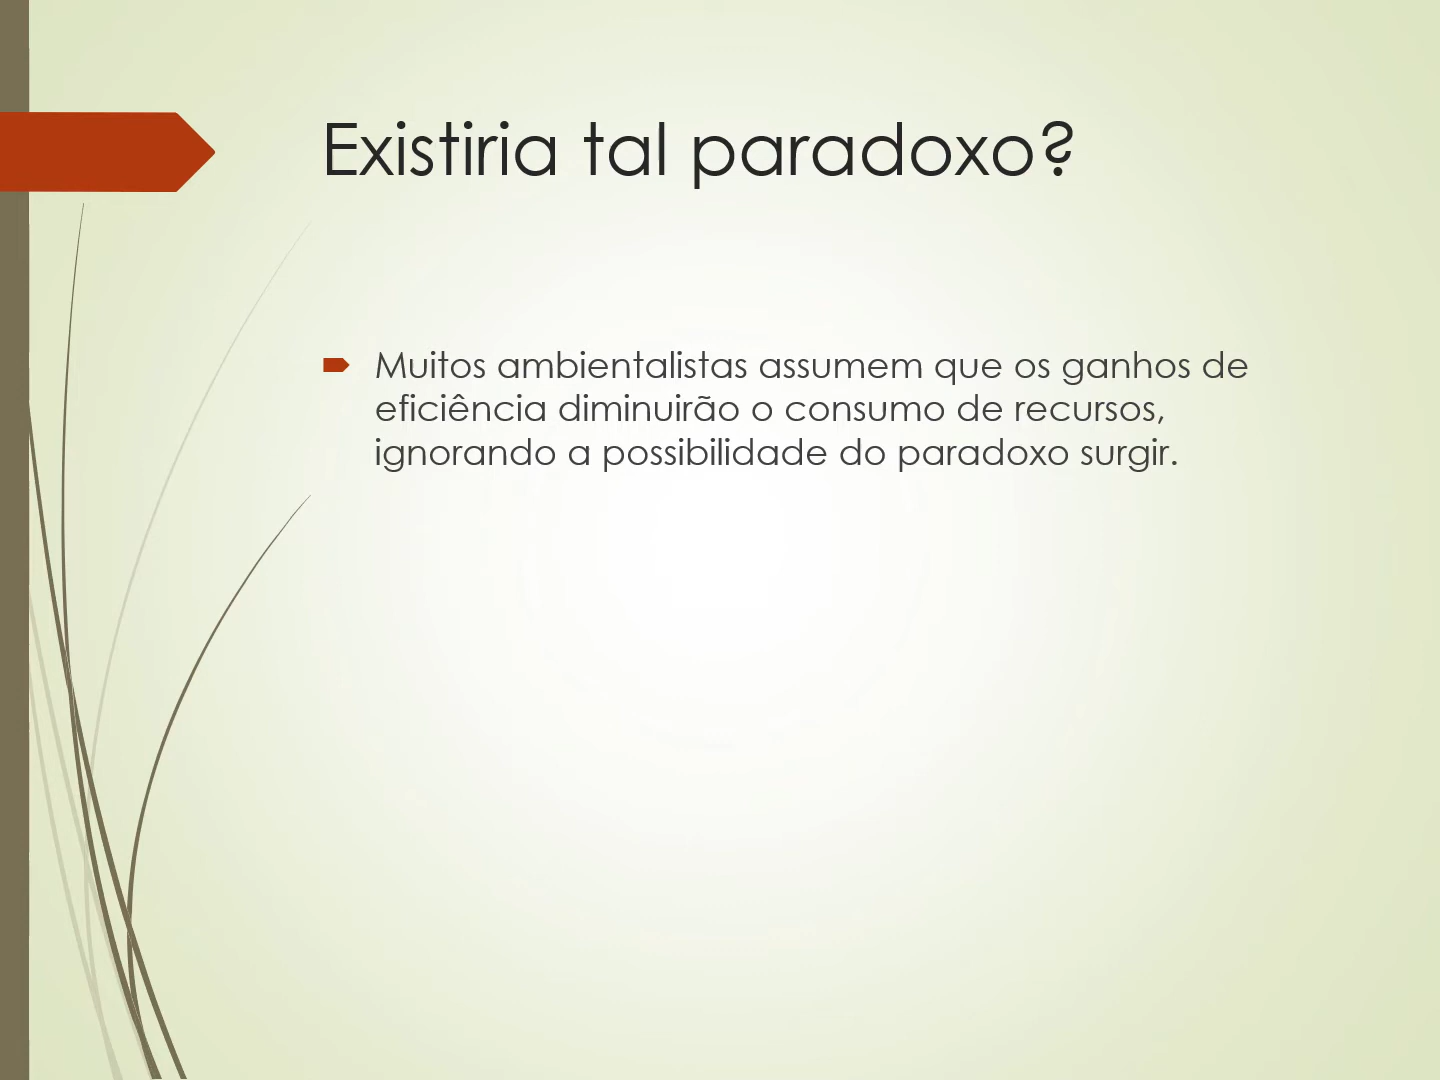 Existiria tal paradoxo?
Muitos ambientalistas assumem que os ganhos de
eficiência diminuirão o consumo de recursos,
ignorando a possibilidade do paradoxo surgir.